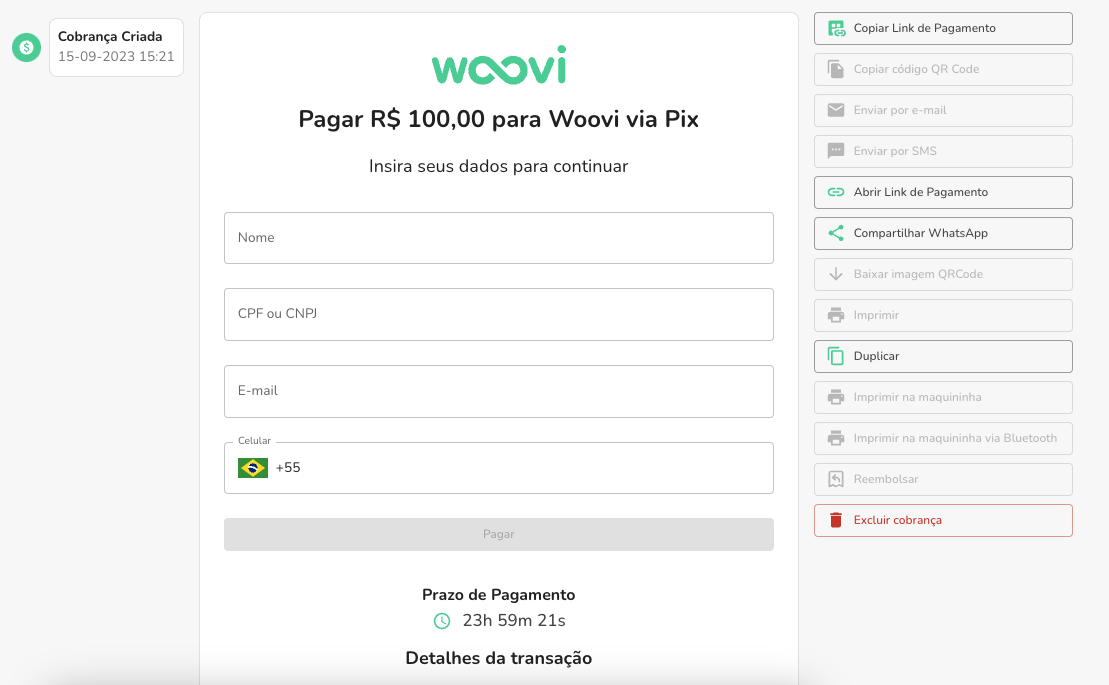 Cobrança Criada
15-09-2023 15:21
woovi
Pagar R$ 100,00 para Woovi via Pix
Insira seus dados para continuar
Nome
CPF ou CNPJ
E-mail
Celular
+55
Pagar
Prazo de Pagamento
23h 59m 21s
Detalhes da transação
Copiar Link de Pagamento
Copiar código QR Code
Enviar por e-mail
Enviar por SMS
Abrir Link de Pagamento
Compartilhar WhatsApp
Baixar imagem QRCode
Imprimir
Duplicar
Imprimir na maquininha
Imprimir na maquininha via Bluetooth
Reembolsar
Excluir cobrança